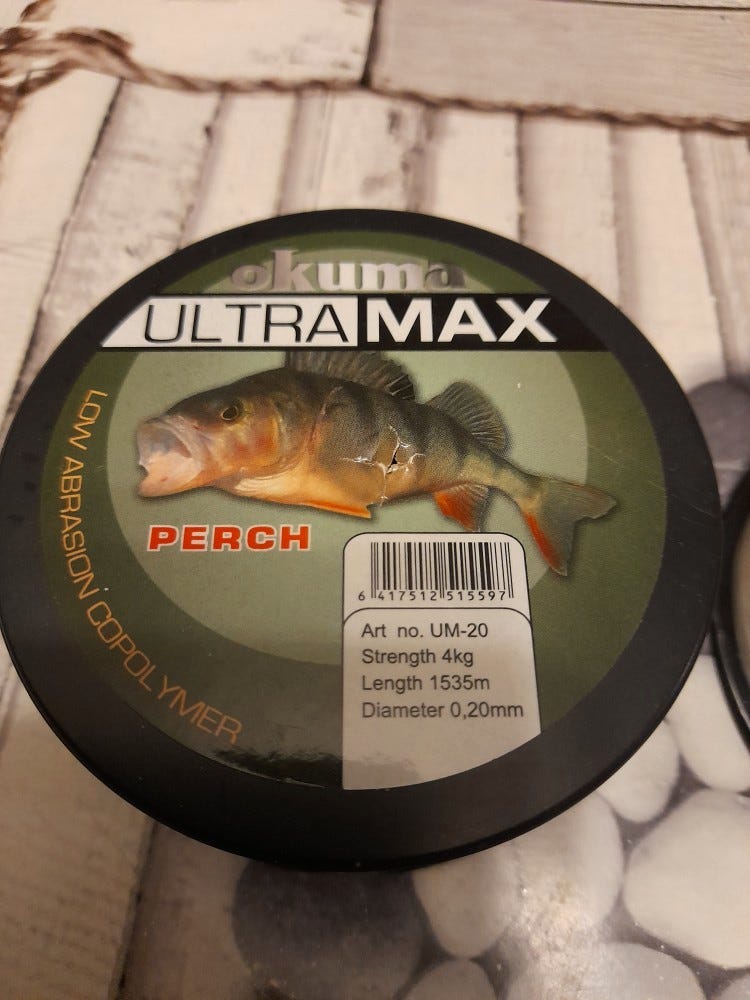 okuma
ULTRA MAX
LOW ABRASION COPOLYMER
PERCH
6 417512 515597
Art no. UM-20
Strength 4kg
Length 1535m
Diameter 0,20mm